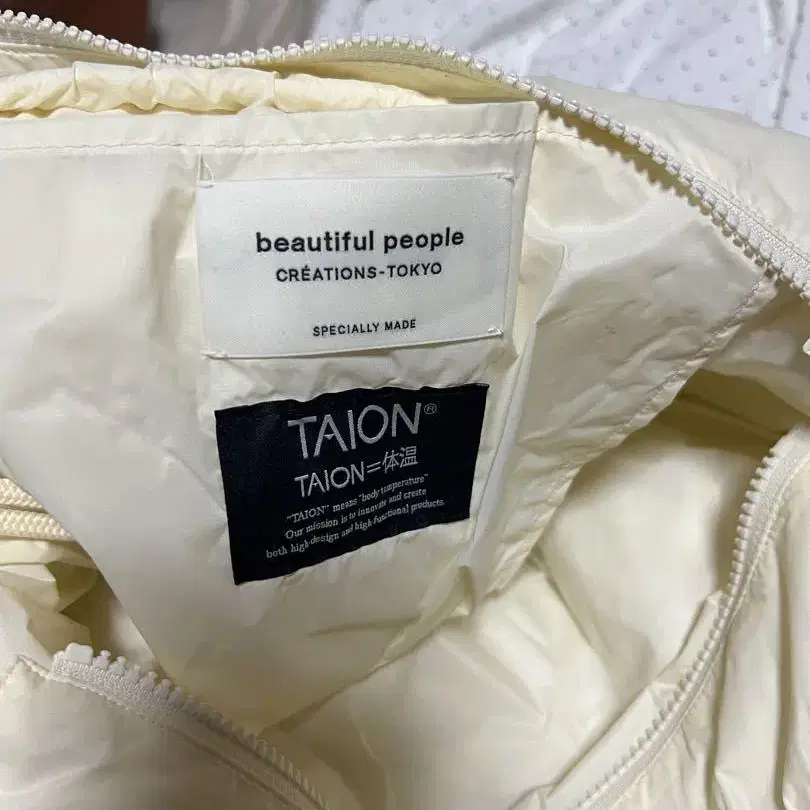 beautiful people
CRÉATIONS-TOKYO
SPECIALLY MADE
TAION®
TAION=体温
"TAION" means "body temperature"
Our mission is to innovate and create
both high-design and high-functional products.